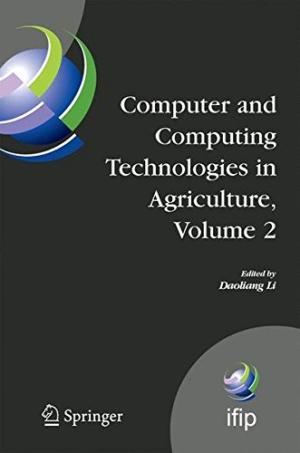 Computer and
Computing
Technologies in
Agriculture,
Volume 2
Edited by
Daoliang Li
Springer
ifip